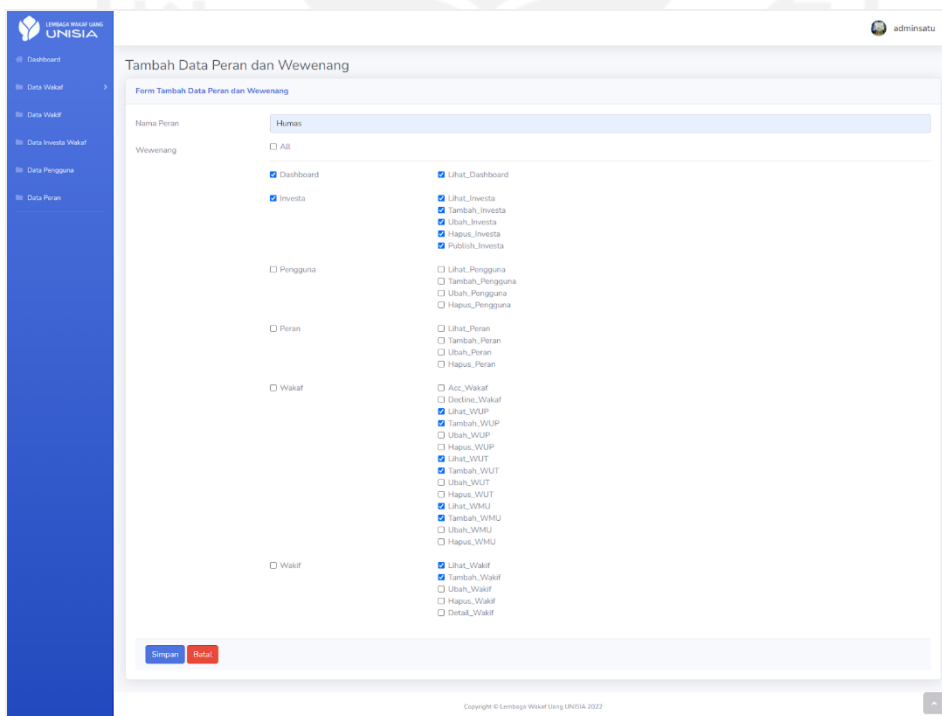 LEMBAGA WAKAF UANG
UNISIA
adminsatu
Dashboard
Data Wakaf
Data Wakif
Data Investa Wakaf
Data Pengguna
Data Peran
Tambah Data Peran dan Wewenang
Form Tambah Data Peran dan Wewenang
Nama Peran
Humas
Wewenang
All
Dashboard
Lihat_Dashboard
Investa
Lihat_Investa
Tambah_Investa
Ubah_Investa
Hapus_Investa
Publish_Investa
Pengguna
Lihat_Pengguna
Tambah_Pengguna
Ubah_Pengguna
Hapus_Pengguna
Peran
Lihat_Peran
Tambah_Peran
Ubah_Peran
Hapus_Peran
Wakaf
Acc_Wakaf
Decline_Wakaf
Lihat_WUP
Tambah_WUP
Ubah_WUP
Hapus_WUP
Lihat_WUT
Tambah_WUT
Ubah_WUT
Hapus_WUT
Lihat_WMU
Tambah_WMU
Ubah_WMU
Hapus_WMU
Wakif
Lihat_Wakif
Tambah_Wakif
Ubah_Wakif
Hapus_Wakif
Detail_Wakif
Simpan
Batal
Copyright © Lembaga Wakaf Uang UNISIA 2022